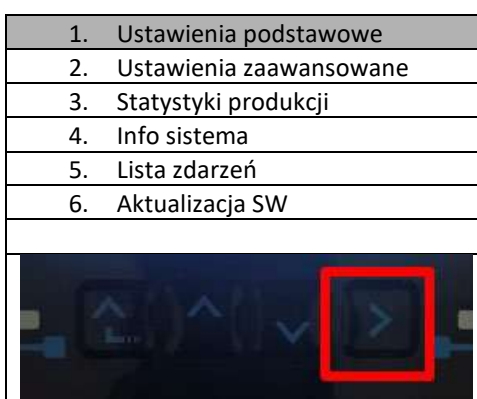 1. Ustawienia podstawowe
2. Ustawienia zaawansowane
3. Statystyki produkcji
4. Info sistema
5. Lista zdarzeń
6. Aktualizacja SW